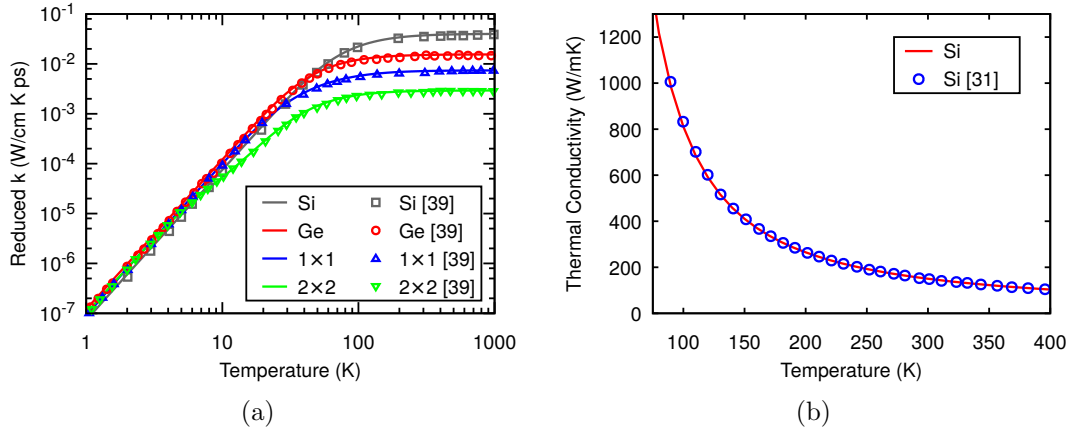 Reduced k (W/cm K ps)
10^-1
10^-2
10^-3
10^-4
10^-5
10^-6
10^-7
Si
Si [39]
Ge
Ge [39]
1×1
1×1 [39]
2×2
2×2 [39]
1
10
100
1000
Temperature (K)
(a)
Thermal Conductivity (W/mK)
1200
1000
800
600
400
200
0
Si
Si [31]
100
150
200
250
300
350
400
Temperature (K)
(b)